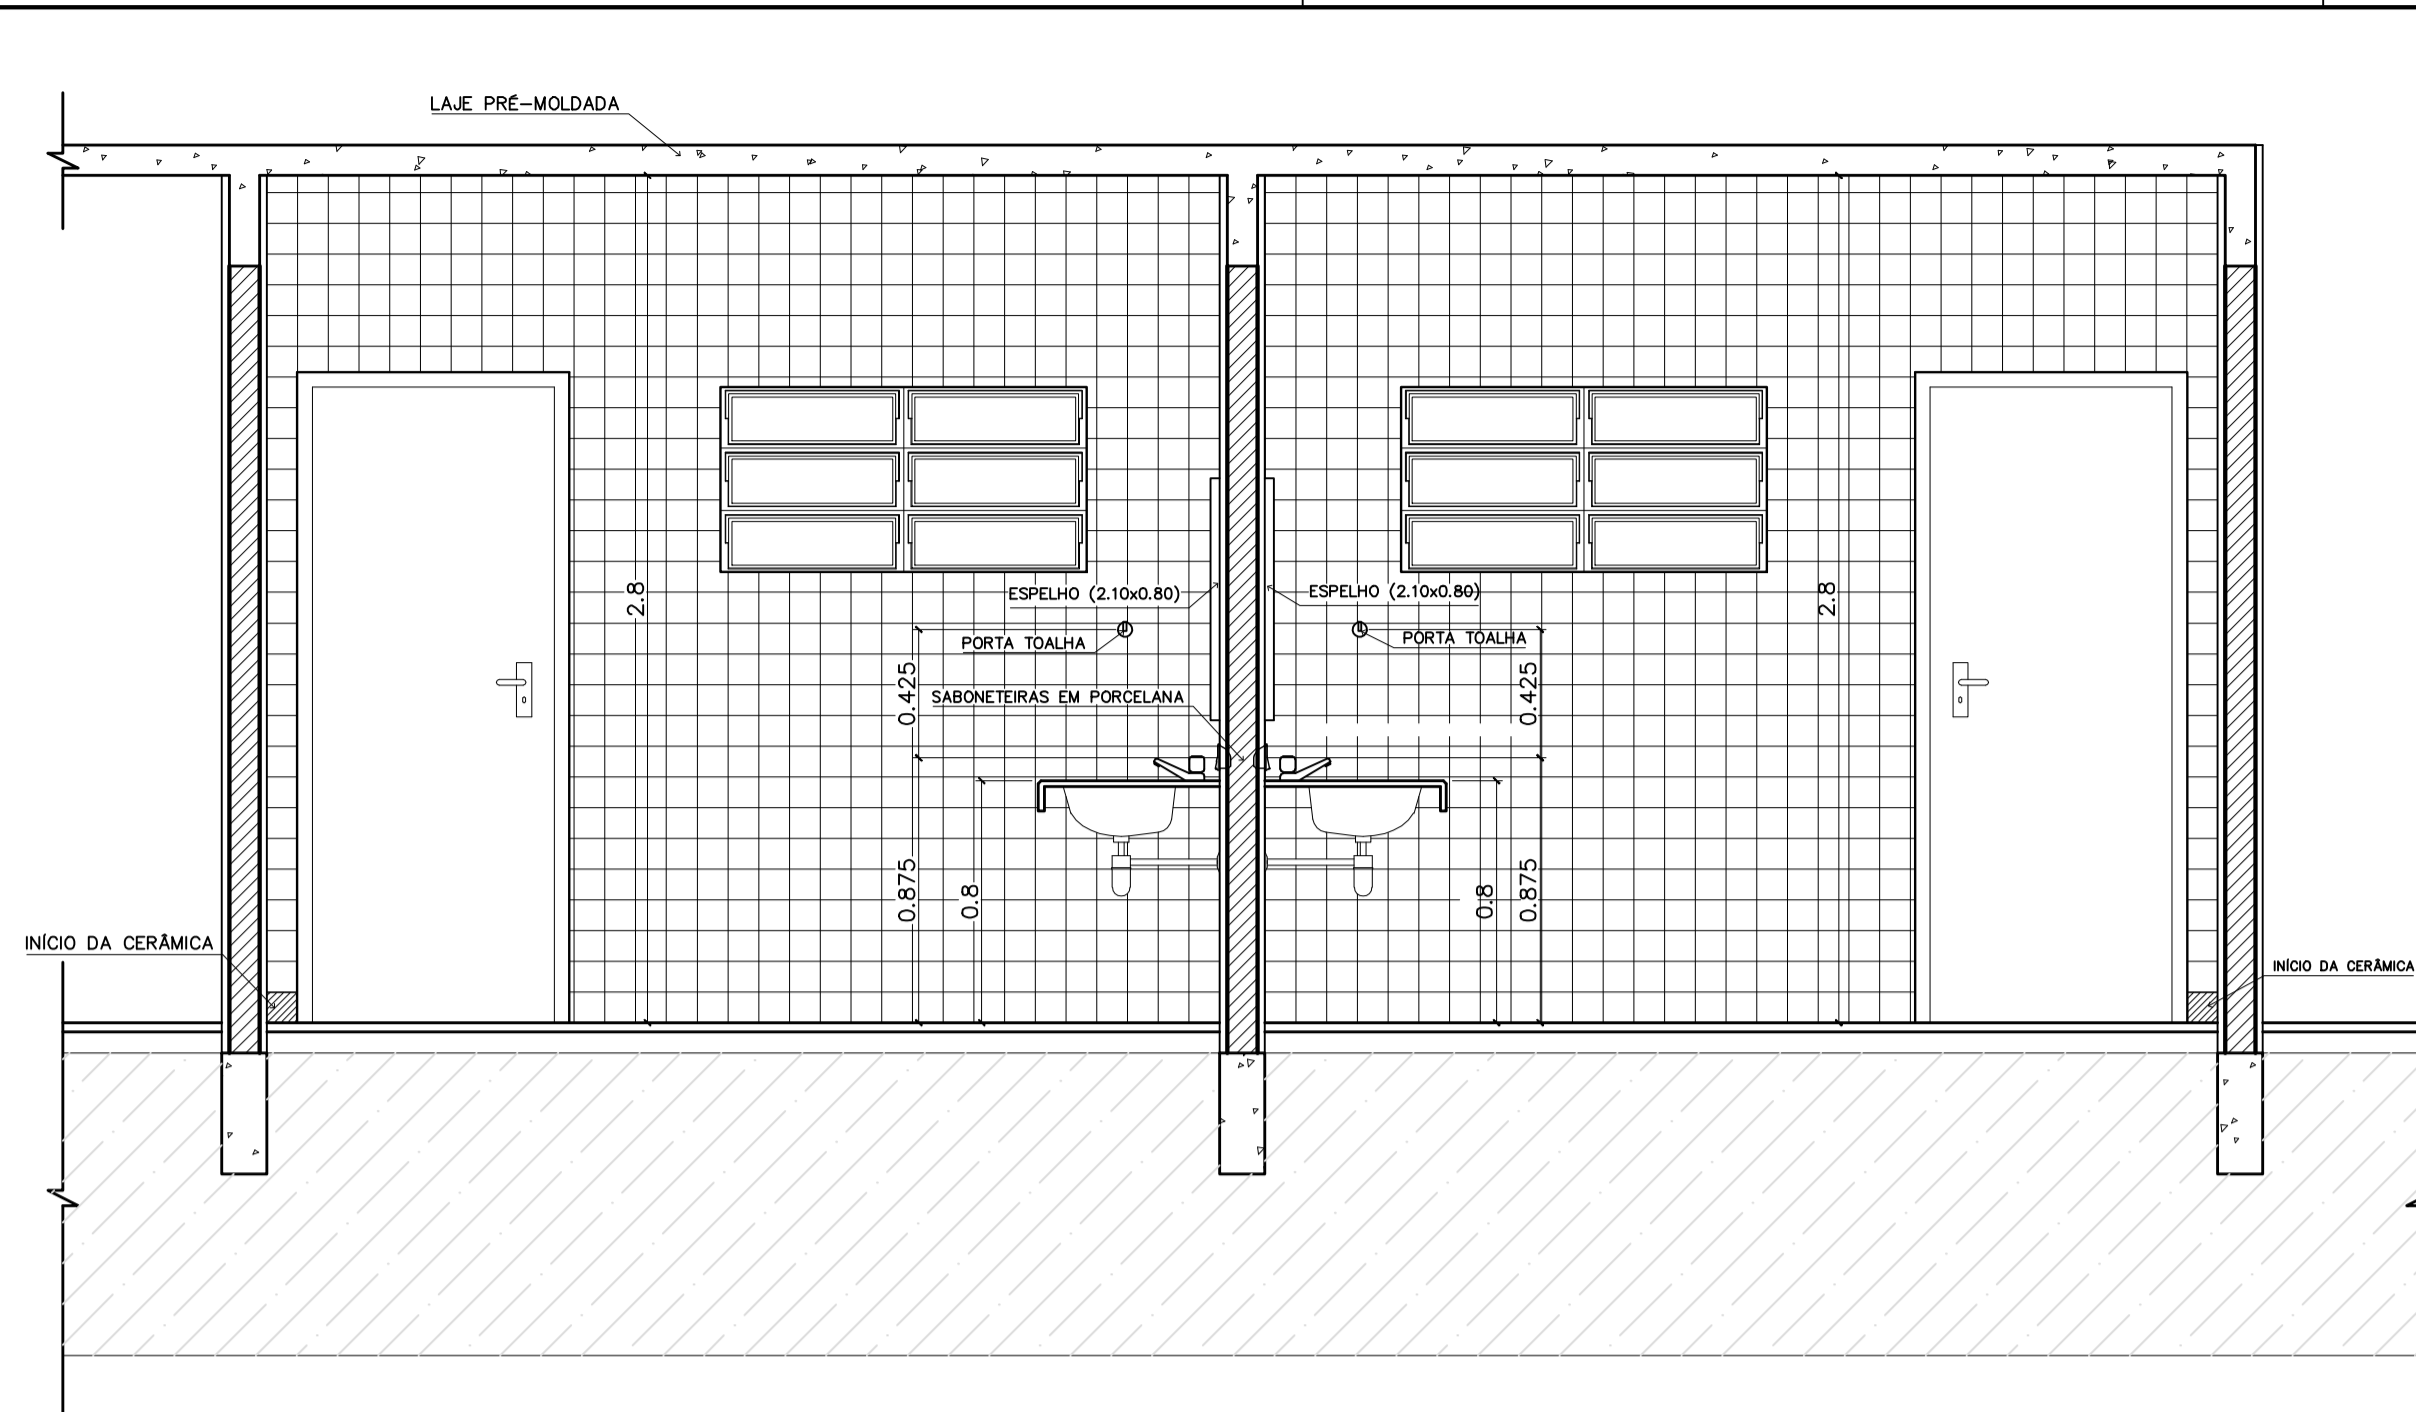 LAJE PRÉ-MOLDADA
2.8
ESPELHO (2.10x0.80)
ESPELHO (2.10x0.80)
2.8
PORTA TOALHA
PORTA TOALHA
0.425
SABONETEIRAS EM PORCELANA
0.425
0.875
0.8
0.8
0.875
INÍCIO DA CERÂMICA
INÍCIO DA CERÂMICA